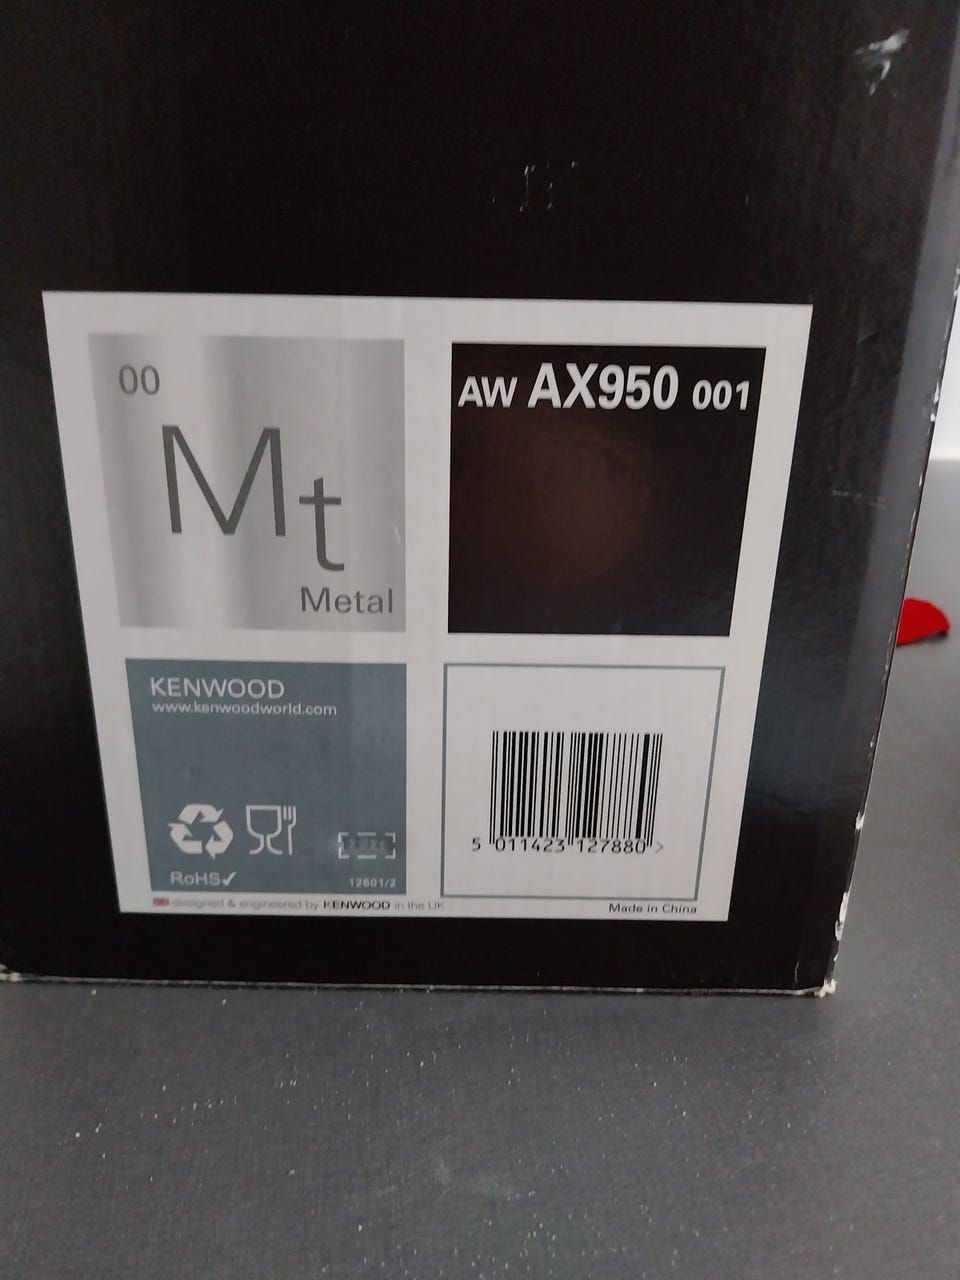 00
Mt
Metal
AW AX950 001
KENWOOD
www.kenwoodworld.com
RoHS✓
12601/2
5 011423 127880 >
designed & engineered by KENWOOD in the UK
Made in China